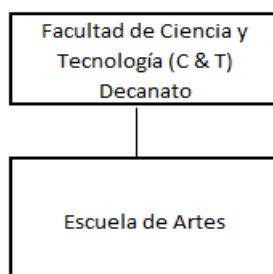 Facultad de Ciencia y
Tecnología (C & T)
Decanato
Escuela de Artes